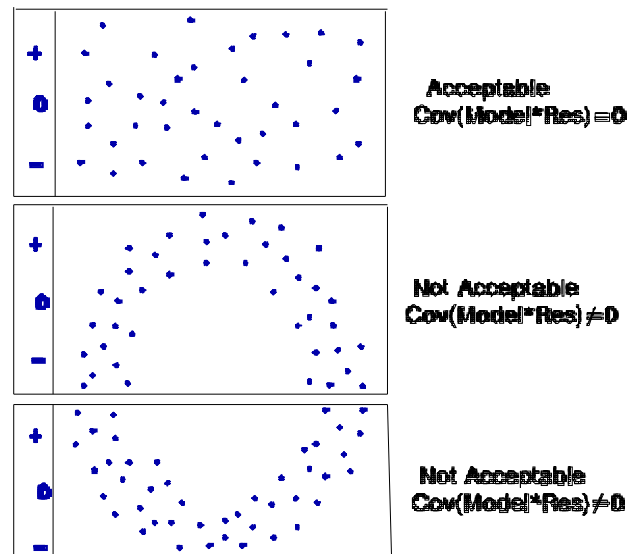 +
Acceptable
0
Cov(Model*Res)=0
-
+
Not Acceptable
0
Cov(Model*Res)≠0
-
+
Not Acceptable
0
Cov(Model*Res)≠0
-